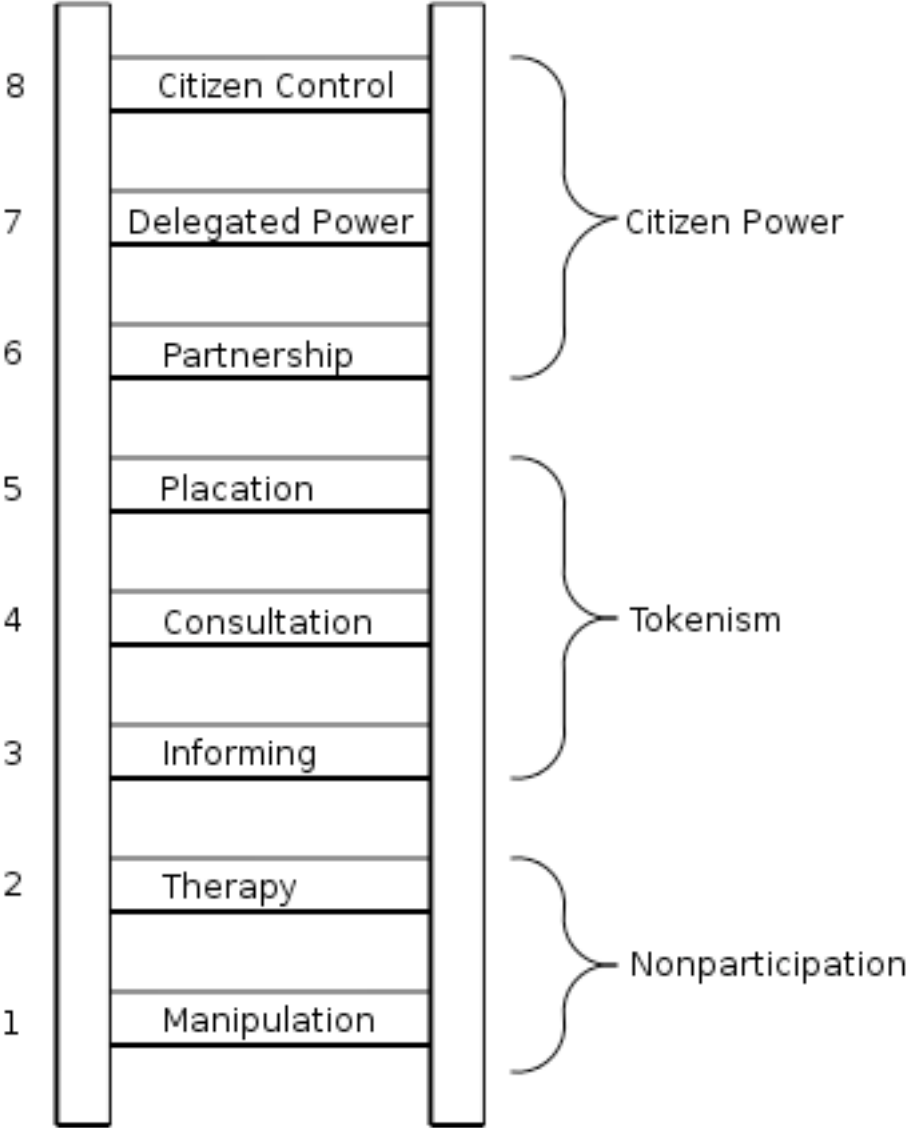 8 Citizen Control
7 Delegated Power
Citizen Power
6 Partnership
5 Placation
4 Consultation
Tokenism
3 Informing
2 Therapy
Nonparticipation
1 Manipulation